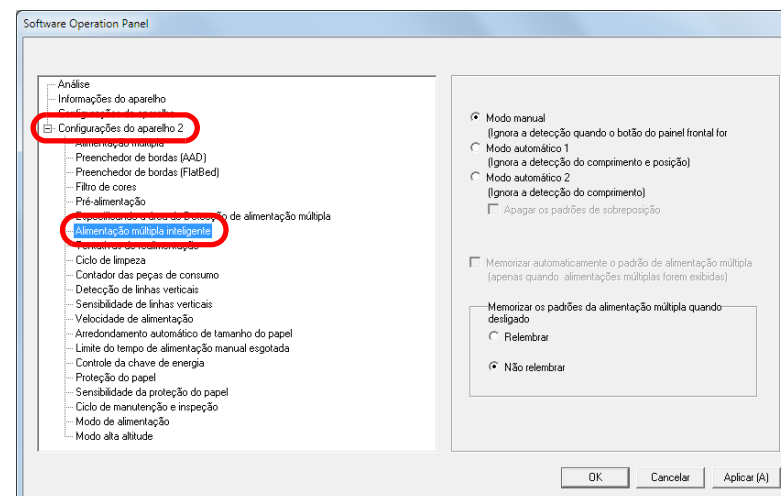 Software Operation Panel
Análise
Informações do aparelho
Configurações do aparelho
Configurações do aparelho 2
Alimentação múltipla
Preenchedor de bordas (AAD)
Preenchedor de bordas (FlatBed)
Filtro de cores
Pré-alimentação
Especificando a área de Detecção de alimentação múltipla
Alimentação múltipla inteligente
Tentativas de realimentação
Ciclo de limpeza
Contador das peças de consumo
Detecção de linhas verticais
Sensibilidade de linhas verticais
Velocidade de alimentação
Arredondamento automático de tamanho do papel
Limite do tempo de alimentação manual esgotada
Controle da chave de energia
Proteção do papel
Sensibilidade da proteção do papel
Ciclo de manutenção e inspeção
Modo de alimentação
Modo alta altitude
Modo manual
(Ignora a detecção quando o botão do painel frontal for
Modo automático 1
(Ignora a detecção do comprimento e posição)
Modo automático 2
(Ignora a detecção do comprimento)
Apagar os padrões de sobreposição
Memorizar automaticamente o padrão de alimentação múltipla
(apenas quando alimentações múltiplas forem exibidas)
Memorizar os padrões da alimentação múltipla quando
desligado
Relembrar
Não relembrar
OK
Cancelar
Aplicar (A)